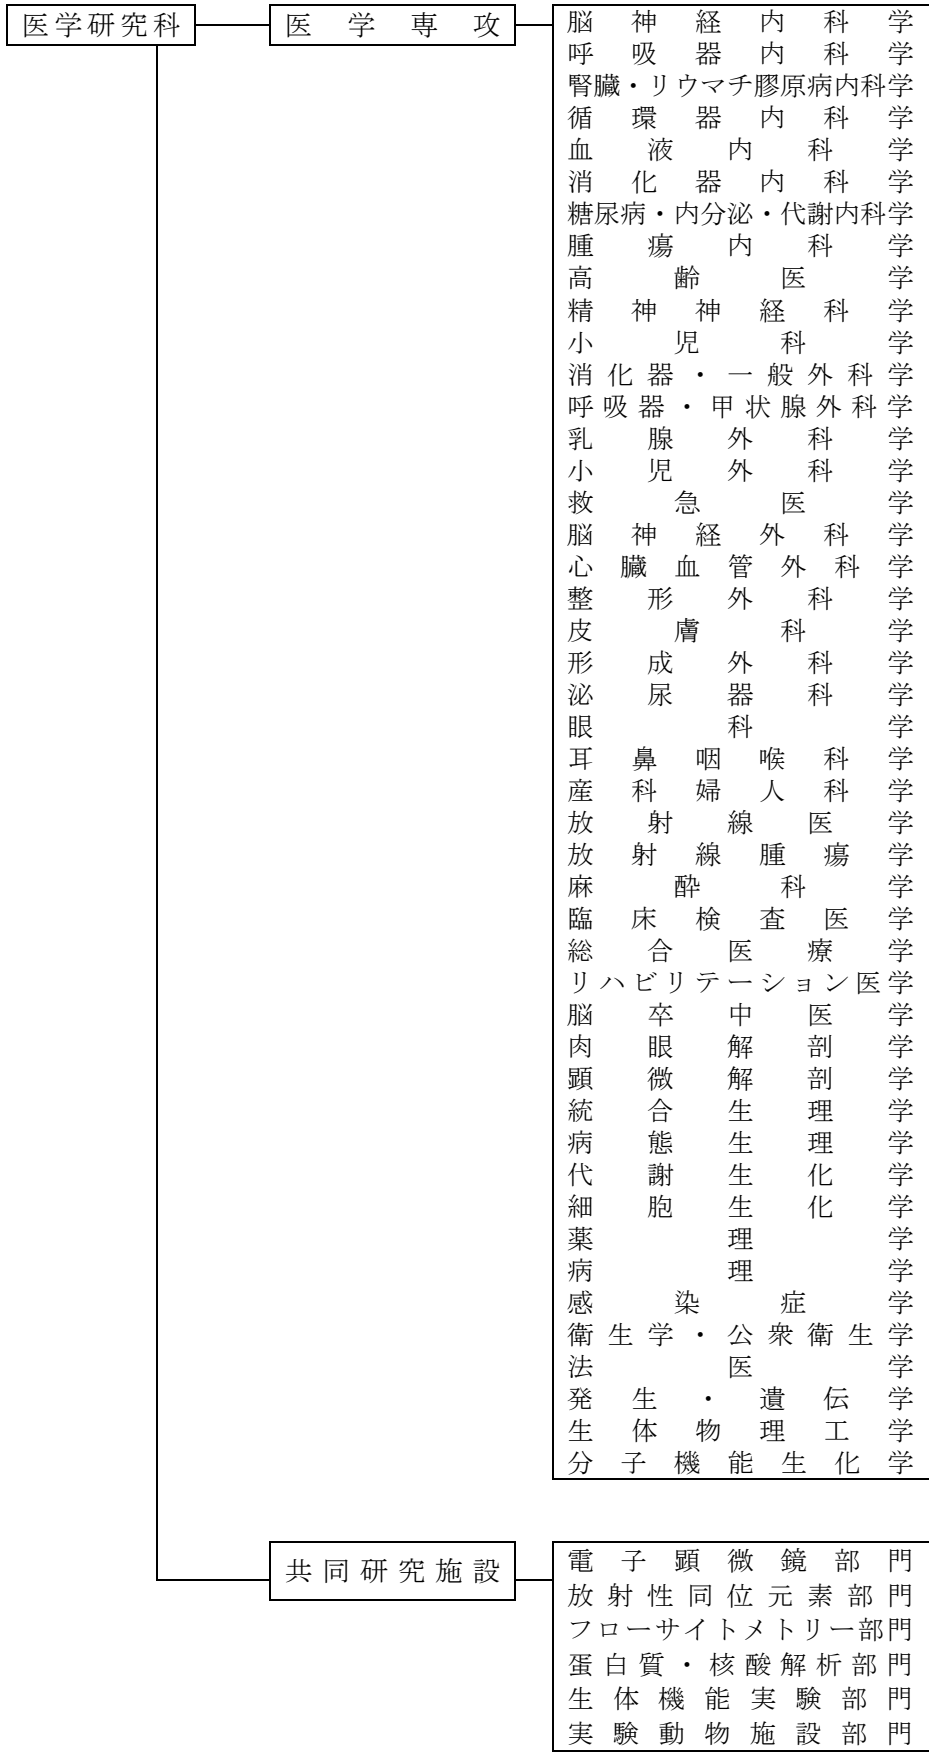 医学研究科
医学専攻
脳神経内科学
呼吸器内科学
腎臓・リウマチ膠原病内科学
循環器内科学
血液内科学
消化器内科学
糖尿病・内分泌・代謝内科学
腫瘍内科学
高齢医学
精神神経科学
小児科学
消化器・一般外科学
呼吸器・甲状腺外科学
乳腺外科学
小児外科学
救急医学
脳神経外科学
心臓血管外科学
整形外科学
皮膚科学
形成外科学
泌尿器科学
眼科学
耳鼻咽喉科学
産科婦人科学
放射線医学
放射線腫瘍学
麻酔科学
臨床検査医学
総合医療学
リハビリテーション医学
脳卒中医学
肉眼解剖学
顕微解剖学
統合生理学
病態生理学
代謝生化学
細胞生化学
薬理学
病理学
感染症学
衛生学・公衆衛生学
法医学
発生・遺伝学
生体物理工学
分子機能生化学
共同研究施設
電子顕微鏡部門
放射性同位元素部門
フローサイトメトリー部門
蛋白質・核酸解析部門
生体機能実験部門
実験動物施設部門